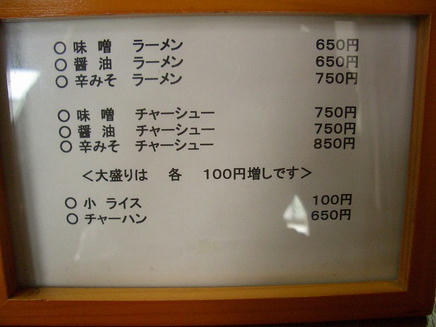 ○ 味 噌 ラーメン 650円
○ 醤 油 ラーメン 650円
○ 辛みそ ラーメン 750円
○ 味 噌 チャーシュー 750円
○ 醤 油 チャーシュー 750円
○ 辛みそ チャーシュー 850円
＜大盛りは 各 100円増しです＞
○ 小 ライス 100円
○ チャーハン 650円